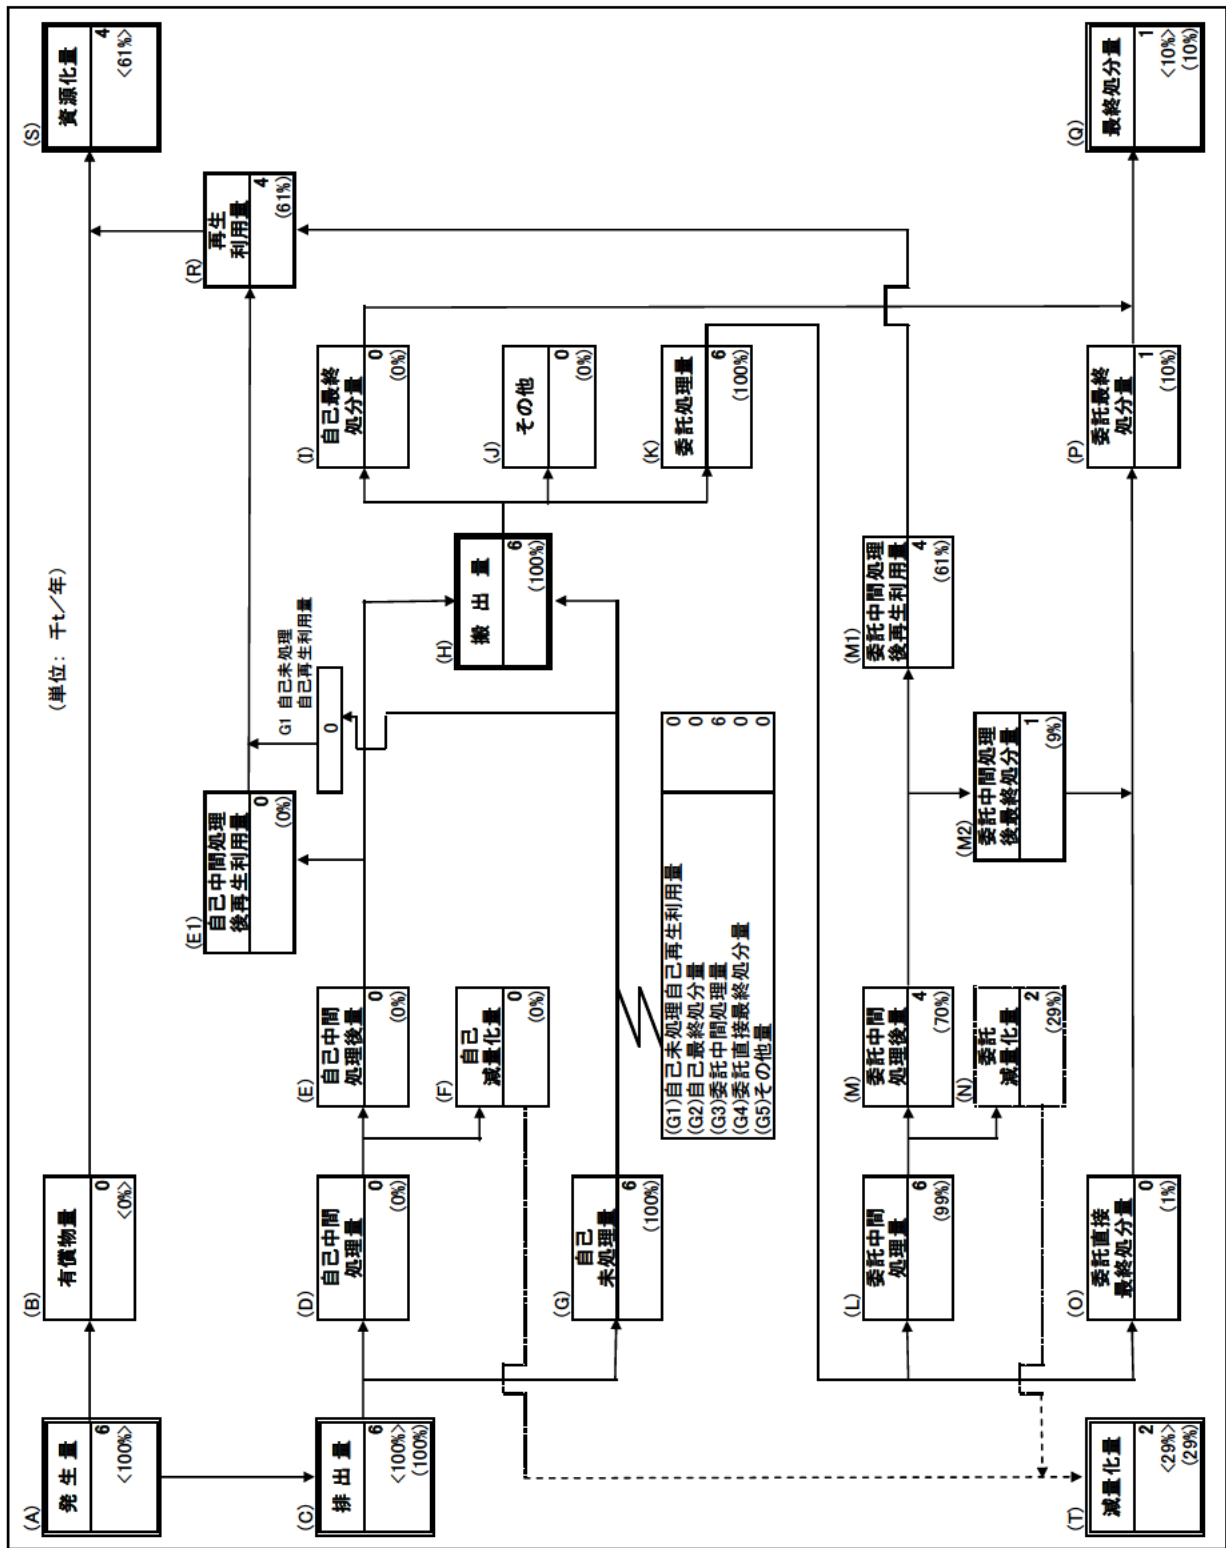 (単位: 千t/年)
(A)
発 生 量
6
<100%>
(B)
有償物量
0
<0%>
(S)
資源化量
4
<61%>
(E1)
自己中間処理
後再生利用量
0
(0%)
(R)
再生
利用量
4
(61%)
G1 自己未処理
自己再生利用量
0
(C)
排 出 量
6
<100%>
(100%)
(D)
自己中間
処理量
0
(0%)
(E)
自己中間
処理後量
0
(0%)
(I)
自己最終
処分量
0
(0%)
(F)
自己
減量化量
0
(0%)
(H)
搬 出 量
6
(100%)
(J)
その他
0
(0%)
(G)
自己
未処理量
6
(100%)
(K)
委託処理量
6
(100%)
(G1)自己未処理自己再生利用量 0
(G2)自己最終処分量 0
(G3)委託中間処理量 6
(G4)委託直接最終処分量 0
(G5)その他量 0
(L)
委託中間
処理量
6
(99%)
(M)
委託中間
処理後量
4
(70%)
(M1)
委託中間処理
後再生利用量
4
(61%)
(N)
委託
減量化量
2
(29%)
(M2)
委託中間処理
後最終処分量
1
(9%)
(O)
委託直接
最終処分量
0
(1%)
(P)
委託最終
処分量
1
(10%)
(Q)
最終処分量
1
<10%>
(10%)
(T)
減量化量
2
<29%>
(29%)